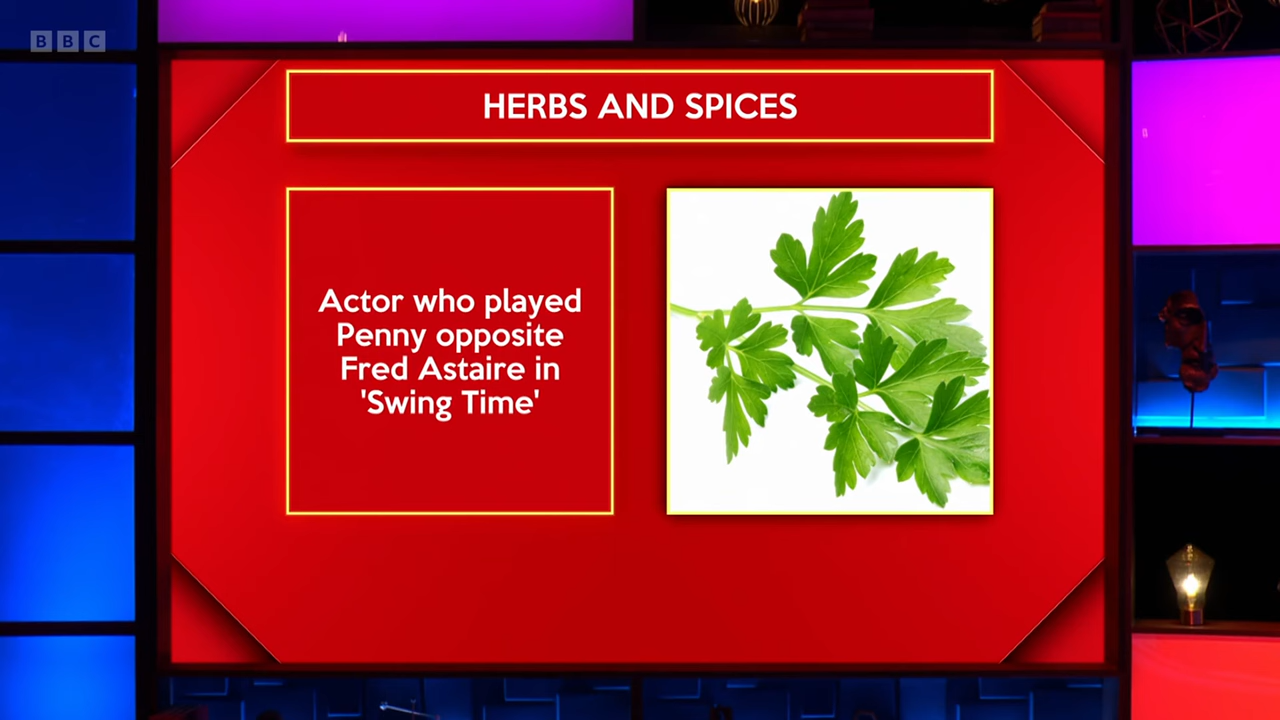 BBC
HERBS AND SPICES
Actor who played
Penny opposite
Fred Astaire in
'Swing Time'